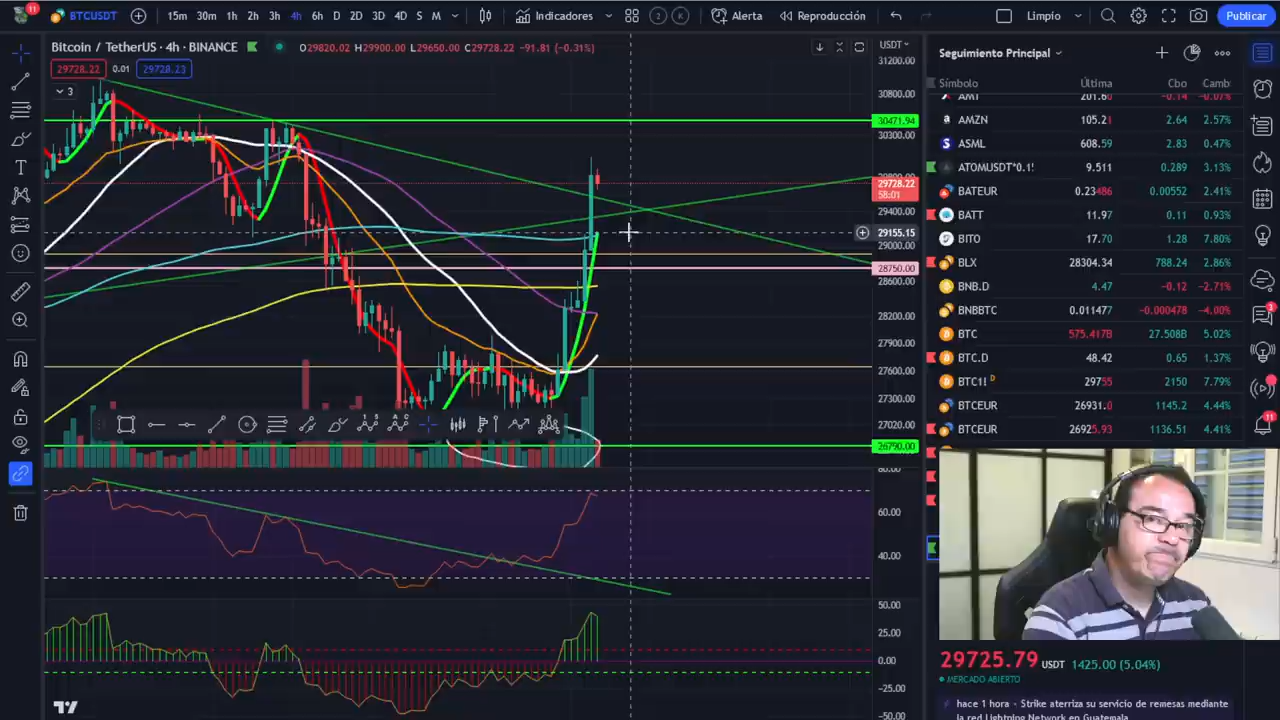 11
BTCUSDT
15m 30m 1h 2h 3h 4h 6h D 2D 3D 4D S M
Indicadores
2 K
Alerta
Reproducción
Limpio
Publicar
Bitcoin / TetherUS · 4h · BINANCE
O29820.02 H29900.00 L29650.00 C29728.22 −91.81 (−0.31%)
29728.22 0.01 29728.23
3
USDT
31200.00
30800.00
30471.94
30300.00
29728.22
58:01
29400.00
29155.15
29000.00
28750.00
28600.00
28200.00
27900.00
27600.00
27300.00
27020.00
26790.00
80.00
60.00
40.00
50.00
25.00
0.00
−25.00
−50.00
Seguimiento Principal
Símbolo Última Cbo Camb
AMT 201.60 −0.14 −0.07%
AMZN 105.21 2.64 2.57%
ASML 608.59 2.83 0.47%
ATOMUSDT*0.1! 9.511 0.289 3.13%
BATEUR 0.23486 0.00552 2.41%
BATT 11.97 0.11 0.93%
BITO 17.70 1.28 7.80%
BLX 28304.34 788.24 2.86%
BNB.D 4.47 −0.12 −2.71%
BNBBTC 0.011477 −0.000478 −4.00%
BTC 575.417B 27.508B 5.02%
BTC.D 48.42 0.65 1.37%
BTC1! D 29755 2150 7.79%
BTCEUR 26931.0 1145.2 4.44%
BTCEUR 26925.93 1136.51 4.41%
3
11
29725.79 USDT 1425.00 (5.04%)
MERCADO ABIERTO
hace 1 hora · Strike aterriza su servicio de remesas mediante
la red Lightning Network en Guatemala